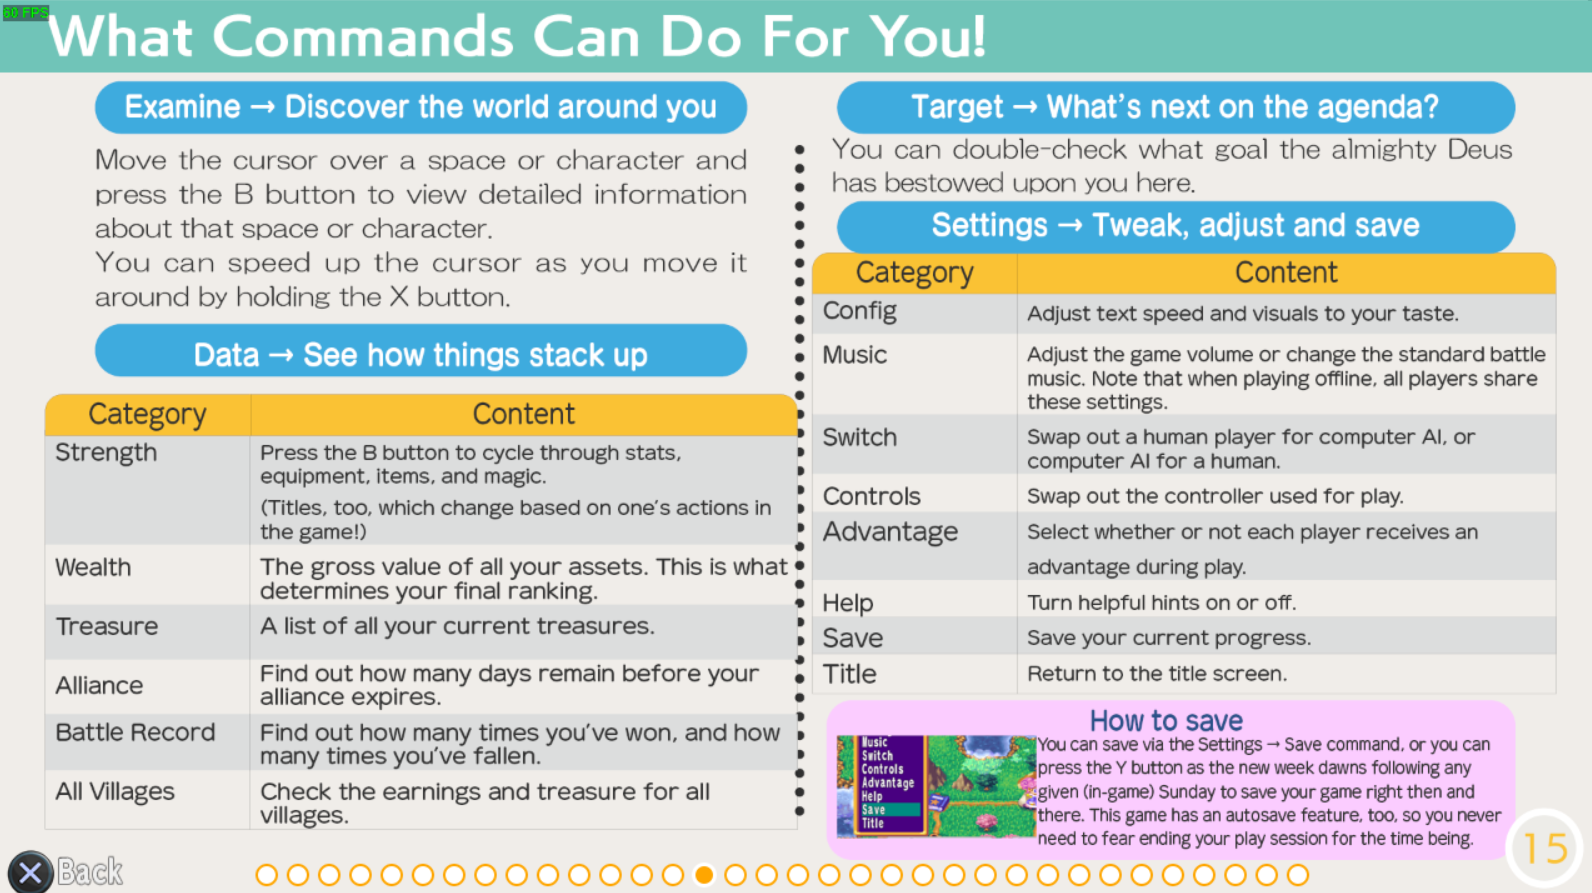 60 FPS
What Commands Can Do For You!
Examine → Discover the world around you
Move the cursor over a space or character and
press the B button to view detailed information
about that space or character.
You can speed up the cursor as you move it
around by holding the X button.
Data → See how things stack up
Category Content
Strength Press the B button to cycle through stats,
equipment, items, and magic.
(Titles, too, which change based on one's actions in
the game!)
Wealth The gross value of all your assets. This is what
determines your final ranking.
Treasure A list of all your current treasures.
Alliance Find out how many days remain before your
alliance expires.
Battle Record Find out how many times you've won, and how
many times you've fallen.
All Villages Check the earnings and treasure for all
villages.
Target → What's next on the agenda?
You can double-check what goal the almighty Deus
has bestowed upon you here.
Settings → Tweak, adjust and save
Category Content
Config Adjust text speed and visuals to your taste.
Music Adjust the game volume or change the standard battle
music. Note that when playing offline, all players share
these settings.
Switch Swap out a human player for computer AI, or
computer AI for a human.
Controls Swap out the controller used for play.
Advantage Select whether or not each player receives an
advantage during play.
Help Turn helpful hints on or off.
Save Save your current progress.
Title Return to the title screen.
How to save
Music
Switch
Controls
Advantage
Help
Save
Title
You can save via the Settings → Save command, or you can
press the Y button as the new week dawns following any
given (in-game) Sunday to save your game right then and
there. This game has an autosave feature, too, so you never
need to fear ending your play session for the time being.
15
Back